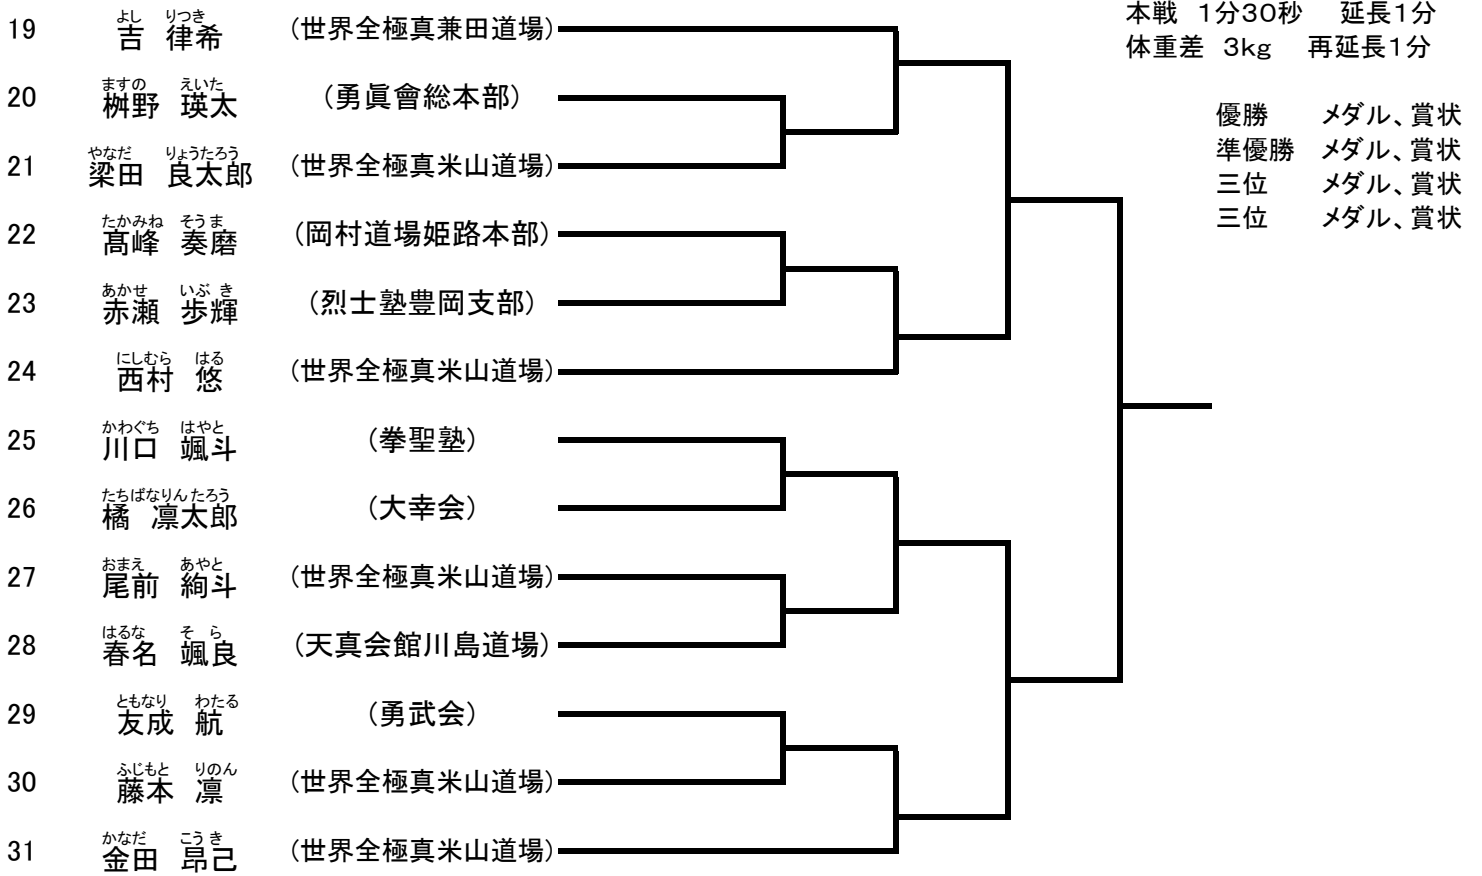 本戦 1分30秒 延長1分
体重差 3kg 再延長1分
優勝 メダル、賞状
準優勝 メダル、賞状
三位 メダル、賞状
三位 メダル、賞状
よし りつき
19 吉 律希 (世界全極真兼田道場)
ますの えいた
20 桝野 瑛太 (勇眞會総本部)
やなだ りょうたろう
21 梁田 良太郎 (世界全極真米山道場)
たかみね そうま
22 髙峰 奏磨 (岡村道場姫路本部)
あかせ いぶき
23 赤瀬 歩輝 (烈士塾豊岡支部)
にしむら はる
24 西村 悠 (世界全極真米山道場)
かわぐち はやと
25 川口 颯斗 (拳聖塾)
たちばなりんたろう
26 橘 凛太郎 (大幸会)
おまえ あやと
27 尾前 絢斗 (世界全極真米山道場)
はるな そら
28 春名 颯良 (天真会館川島道場)
ともなり わたる
29 友成 航 (勇武会)
ふじもと りのん
30 藤本 凛 (世界全極真米山道場)
かなだ こうき
31 金田 昂己 (世界全極真米山道場)